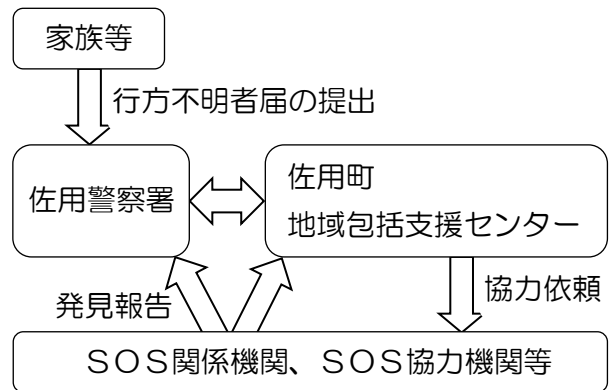 家族等
行方不明者届の提出
佐用警察署
佐用町
地域包括支援センター
発見報告
協力依頼
ＳＯＳ関係機関、ＳＯＳ協力機関等